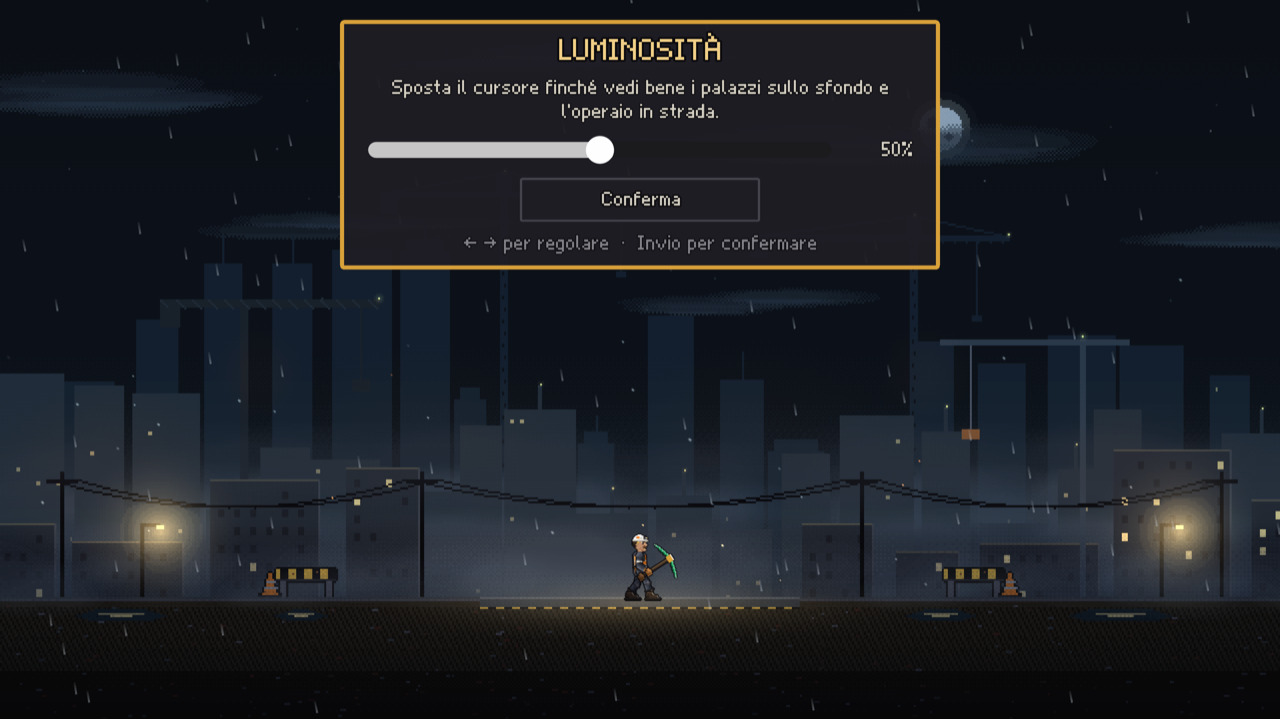 LUMINOSITÀ
Sposta il cursore finché vedi bene i palazzi sullo sfondo e
l'operaio in strada.
50%
Conferma
← → per regolare · Invio per confermare